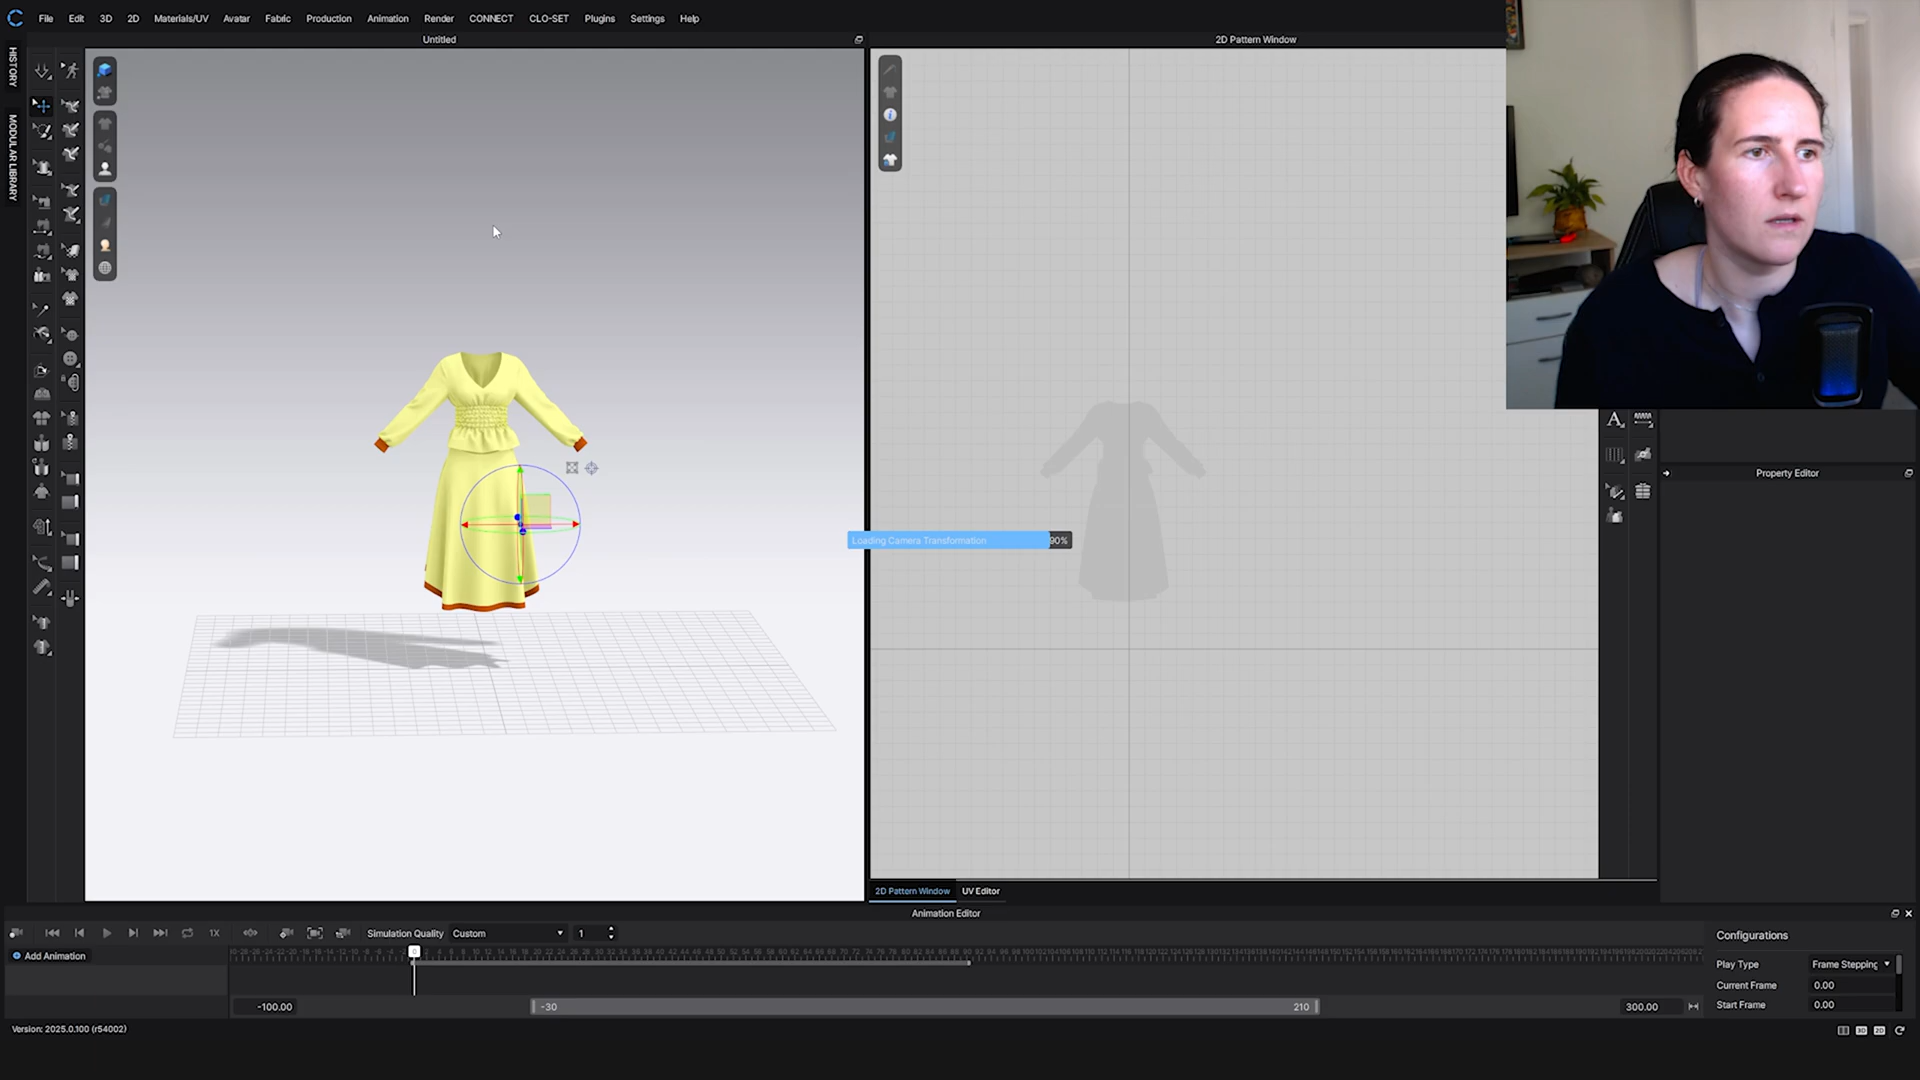 File Edit 3D 2D Materials/UV Avatar Fabric Production Animation Render CONNECT CLO-SET Plugins Settings Help
Untitled
2D Pattern Window
HISTORY
MODULAR LIBRARY
Property Editor
Loading Camera Transformation 90%
2D Pattern Window UV Editor
Animation Editor
1X Simulation Quality Custom 1
Configurations
Add Animation
Play Type Frame Stepping
Current Frame 0.00
Start Frame 0.00
-100.00 -30 210 300.00
Version: 2025.0.100 (r54002)
3D 2D